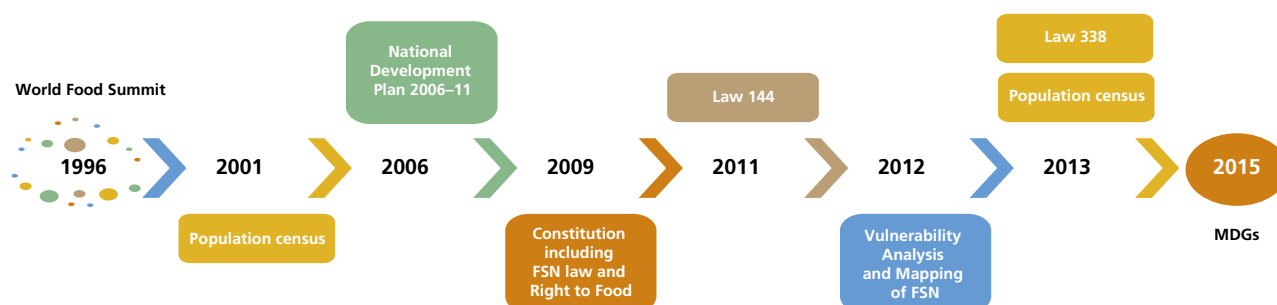 World Food Summit
1996
2001
Population census
National
Development
Plan 2006–11
2006
2009
Constitution
including
FSN law and
Right to Food
Law 144
2011
2012
Vulnerability
Analysis
and Mapping
of FSN
Law 338
Population census
2013
2015
MDGs